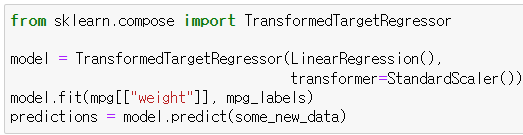 from sklearn.compose import TransformedTargetRegressor
model = TransformedTargetRegressor(LinearRegression(),
transformer=StandardScaler())
model.fit(mpg[["weight"]], mpg_labels)
predictions = model.predict(some_new_data)